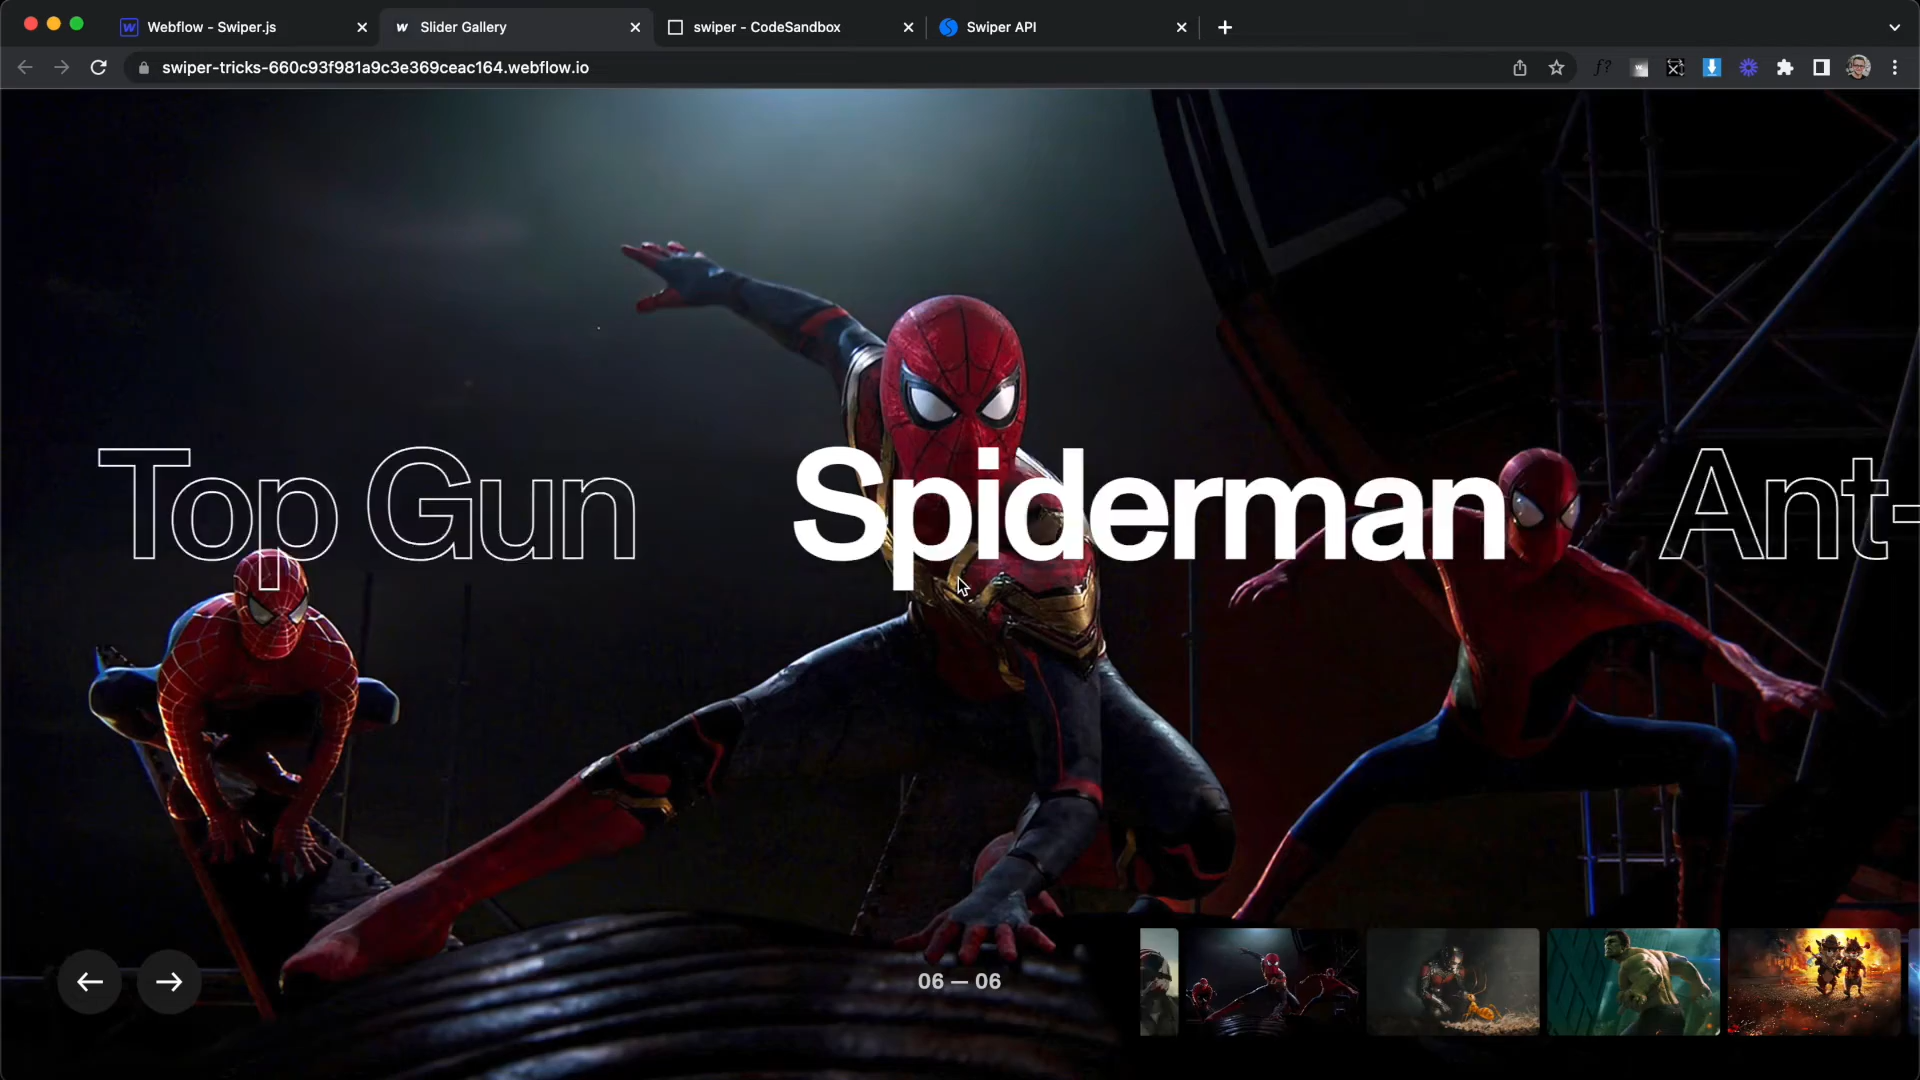 Webflow - Swiper.js
Slider Gallery
swiper - CodeSandbox
Swiper API
swiper-tricks-660c93f981a9c3e369ceac164.webflow.io
f?
Top Gun
Spiderman
Ant-
06 — 06